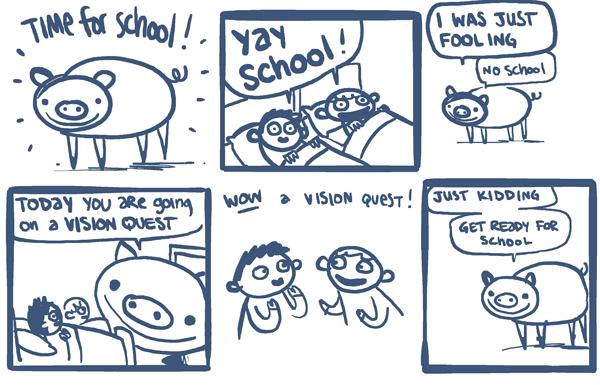 TIME for SCHOOL!
YAY
SCHOOL!
I WAS JUST
FOOLING
NO SCHOOL
TODAY YOU ARE going
on a VISION QUEST
WOW a VISION QUEST!
JUST KIDDING
GET READY FOR
SCHOOL